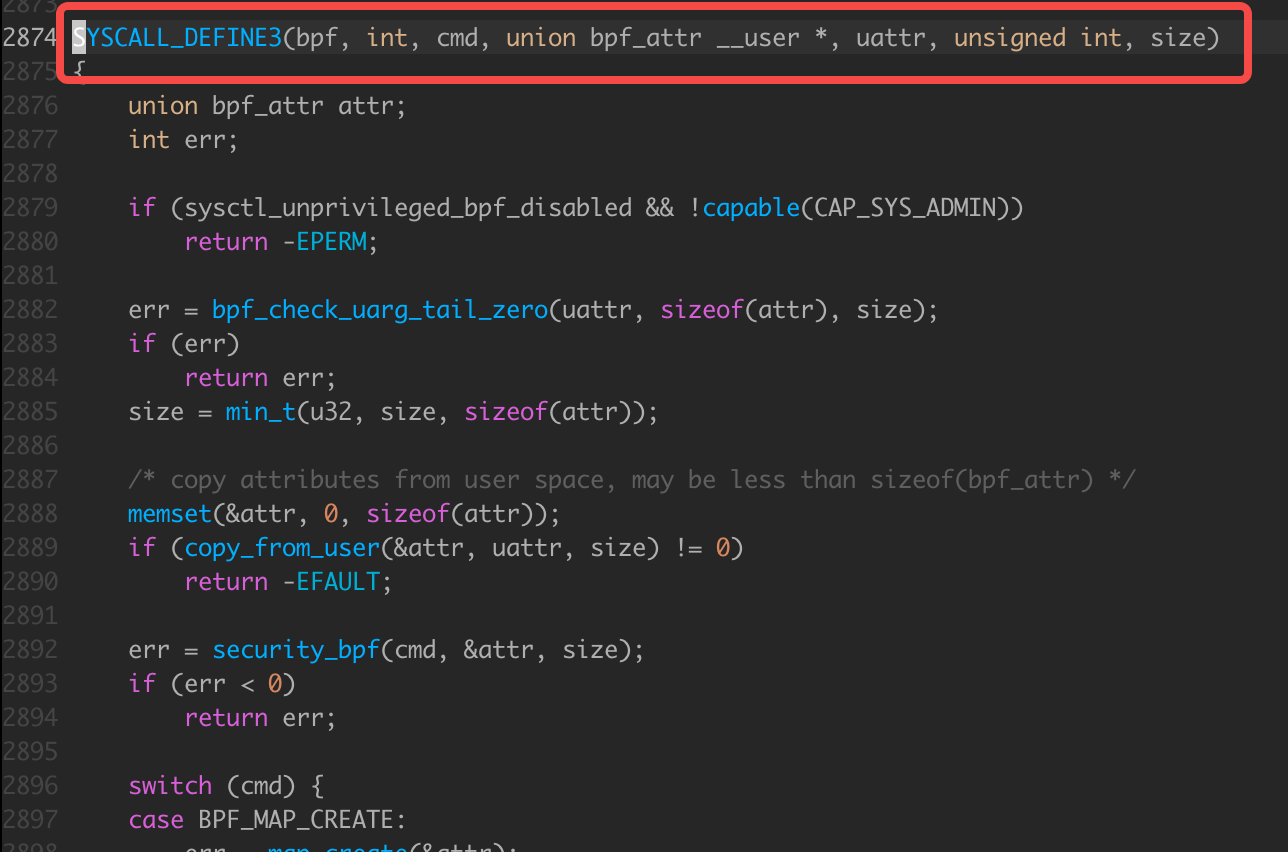 2873
2874 SYSCALL_DEFINE3(bpf, int, cmd, union bpf_attr __user *, uattr, unsigned int, size)
2875 {
2876     union bpf_attr attr;
2877     int err;
2878
2879     if (sysctl_unprivileged_bpf_disabled && !capable(CAP_SYS_ADMIN))
2880         return -EPERM;
2881
2882     err = bpf_check_uarg_tail_zero(uattr, sizeof(attr), size);
2883     if (err)
2884         return err;
2885     size = min_t(u32, size, sizeof(attr));
2886
2887     /* copy attributes from user space, may be less than sizeof(bpf_attr) */
2888     memset(&attr, 0, sizeof(attr));
2889     if (copy_from_user(&attr, uattr, size) != 0)
2890         return -EFAULT;
2891
2892     err = security_bpf(cmd, &attr, size);
2893     if (err < 0)
2894         return err;
2895
2896     switch (cmd) {
2897     case BPF_MAP_CREATE:
2898         err = map_create(&attr);